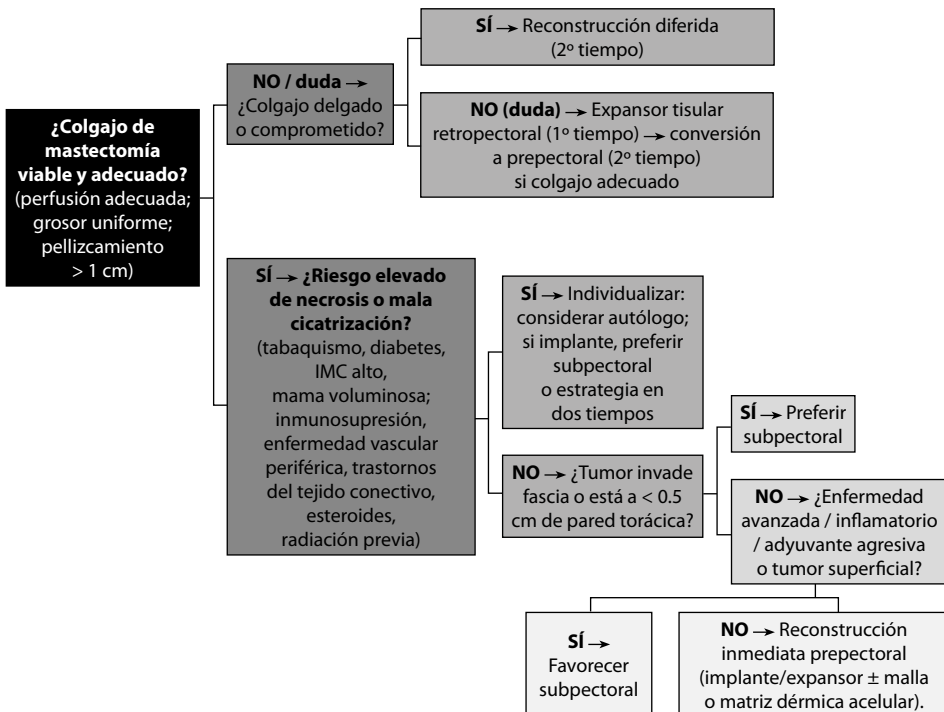 ¿Colgajo de
mastectomía
viable y adecuado?
(perfusión adecuada;
grosor uniforme;
pellizcamiento
> 1 cm)
NO / duda →
¿Colgajo delgado
o comprometido?
SÍ → Reconstrucción diferida
(2º tiempo)
NO (duda) → Expansor tisular
retropectoral (1º tiempo) → conversión
a prepectoral (2º tiempo)
si colgajo adecuado
SÍ → ¿Riesgo elevado
de necrosis o mala
cicatrización?
(tabaquismo, diabetes,
IMC alto,
mama voluminosa;
inmunosupresión,
enfermedad vascular
periférica, trastornos
del tejido conectivo,
esteroides,
radiación previa)
SÍ → Individualizar:
considerar autólogo;
si implante, preferir
subpectoral
o estrategia en
dos tiempos
NO → ¿Tumor invade
fascia o está a < 0.5
cm de pared torácica?
SÍ → Preferir
subpectoral
NO → ¿Enfermedad
avanzada / inflamatorio
/ adyuvante agresiva
o tumor superficial?
SÍ →
Favorecer
subpectoral
NO → Reconstrucción
inmediata prepectoral
(implante/expansor ± malla
o matriz dérmica acelular).